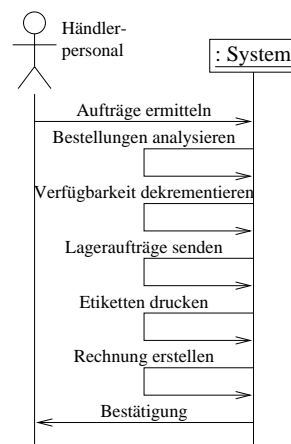 Händler-
personal
: System
Aufträge ermitteln
Bestellungen analysieren
Verfügbarkeit dekrementieren
Lageraufträge senden
Etiketten drucken
Rechnung erstellen
Bestätigung